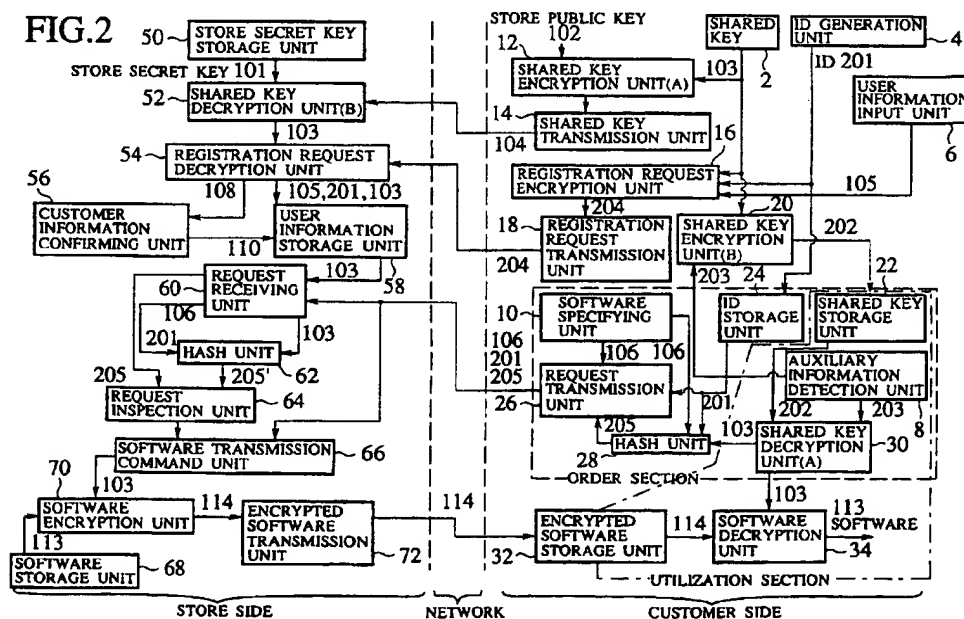 FIG.2
50
STORE SECRET KEY
STORAGE UNIT
STORE SECRET KEY 101
52
SHARED KEY
DECRYPTION UNIT(B)
103
54
REGISTRATION REQUEST
DECRYPTION UNIT
108
105,201,103
56
CUSTOMER
INFORMATION
CONFIRMING UNIT
110
USER
INFORMATION
STORAGE UNIT
58
103
60
REQUEST
RECEIVING
UNIT
106
103
201
HASH UNIT
62
205
205'
REQUEST
INSPECTION UNIT
64
SOFTWARE TRANSMISSION
COMMAND UNIT
66
70
103
SOFTWARE
ENCRYPTION UNIT
114
ENCRYPTED
SOFTWARE
TRANSMISSION
UNIT
72
113
SOFTWARE
STORAGE UNIT
68
STORE SIDE
NETWORK
114
STORE PUBLIC KEY
102
12
SHARED KEY
ENCRYPTION UNIT(A)
103
SHARED
KEY
2
ID GENERATION
UNIT
4
ID 201
14
SHARED KEY
TRANSMISSION UNIT
104
USER
INFORMATION
INPUT UNIT
6
16
REGISTRATION REQUEST
ENCRYPTION UNIT
105
204
18
REGISTRATION
REQUEST
TRANSMISSION
UNIT
204
20
SHARED KEY
ENCRYPTION
UNIT(B)
202
203
24
22
10
SOFTWARE
SPECIFYING
UNIT
ID
STORAGE
UNIT
SHARED KEY
STORAGE
UNIT
106
201
205
106
106
REQUEST
TRANSMISSION
UNIT
26
AUXILIARY
INFORMATION
DETECTION UNIT
8
202
203
201
205
103
HASH UNIT
28
SHARED KEY
DECRYPTION
UNIT(A)
30
ORDER SECTION
103
ENCRYPTED
SOFTWARE
STORAGE UNIT
32
114
SOFTWARE
DECRYPTION
UNIT
34
113
SOFTWARE
UTILIZATION SECTION
CUSTOMER SIDE